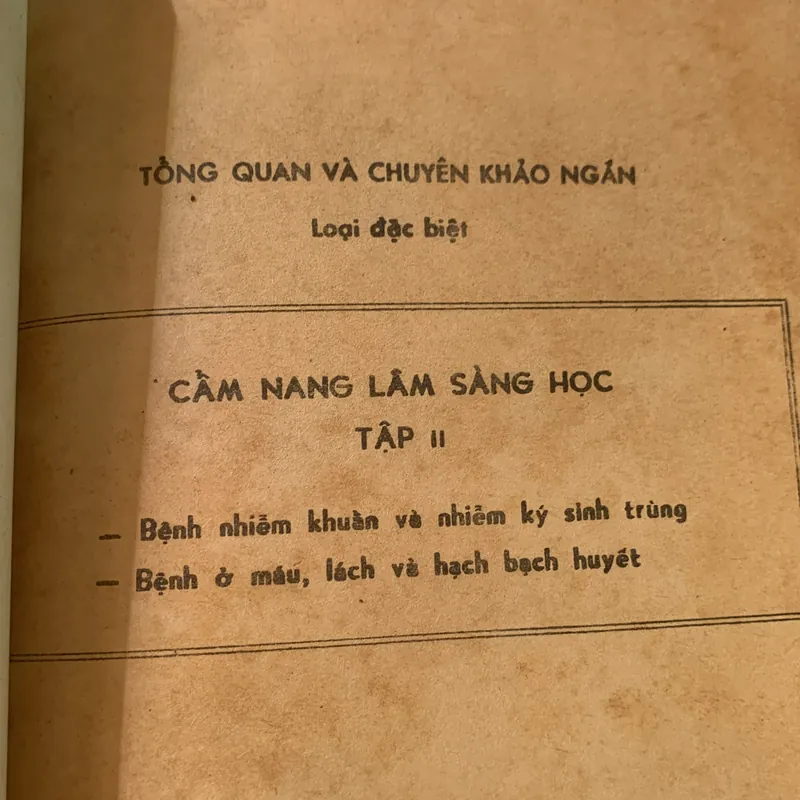 TỔNG QUAN VÀ CHUYÊN KHẢO NGẮN
Loại đặc biệt
CẦM NANG LÂM SÀNG HỌC
TẬP II
— Bệnh nhiễm khuẩn và nhiễm ký sinh trùng
— Bệnh ở máu, lách và hạch bạch huyết